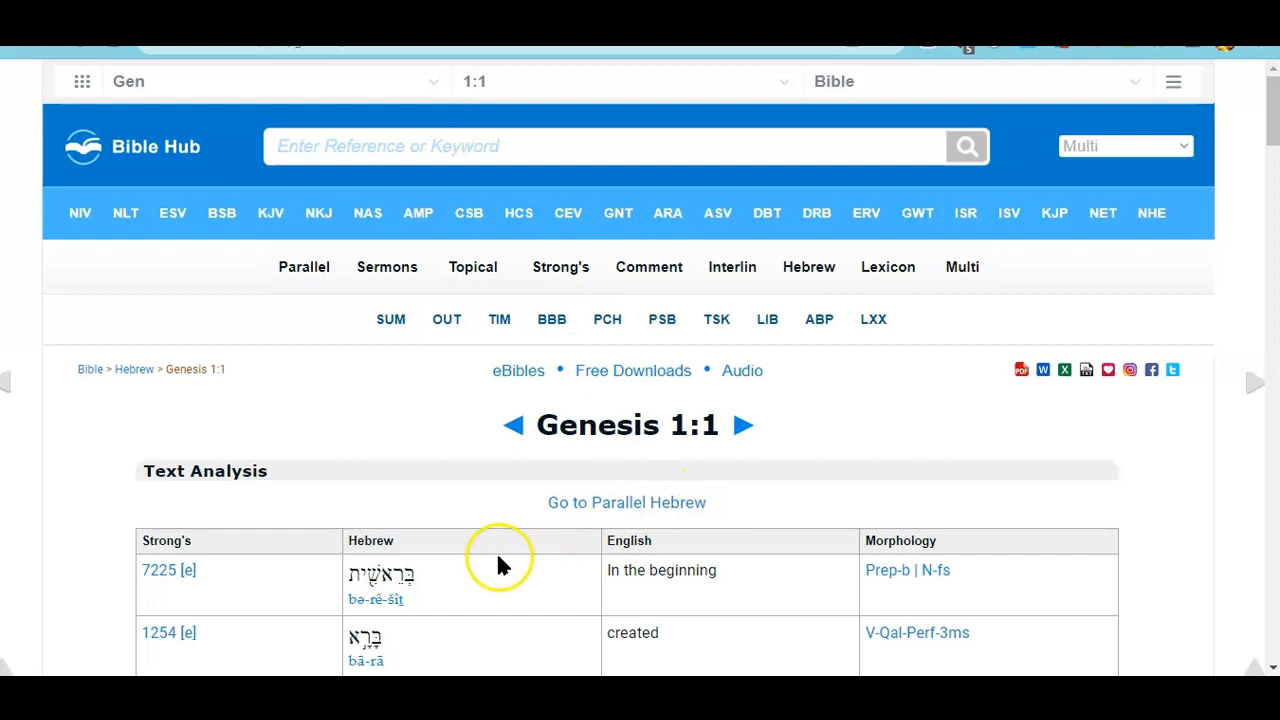 5
Gen 1:1 Bible
Bible Hub Enter Reference or Keyword Multi
NIV NLT ESV BSB KJV NKJ NAS AMP CSB HCS CEV GNT ARA ASV DBT DRB ERV GWT ISR ISV KJP NET NHE
Parallel Sermons Topical Strong's Comment Interlin Hebrew Lexicon Multi
SUM OUT TIM BBB PCH PSB TSK LIB ABP LXX
Bible > Hebrew > Genesis 1:1 eBibles • Free Downloads • Audio PDF W X TXT
◄ Genesis 1:1 ►
Text Analysis
Go to Parallel Hebrew
Strong's Hebrew English Morphology
7225 [e] בְּרֵאשִׁ֖ית In the beginning Prep-b | N-fs
bə-rê-šîṯ
1254 [e] בָּרָ֣א created V-Qal-Perf-3ms
bā-rā